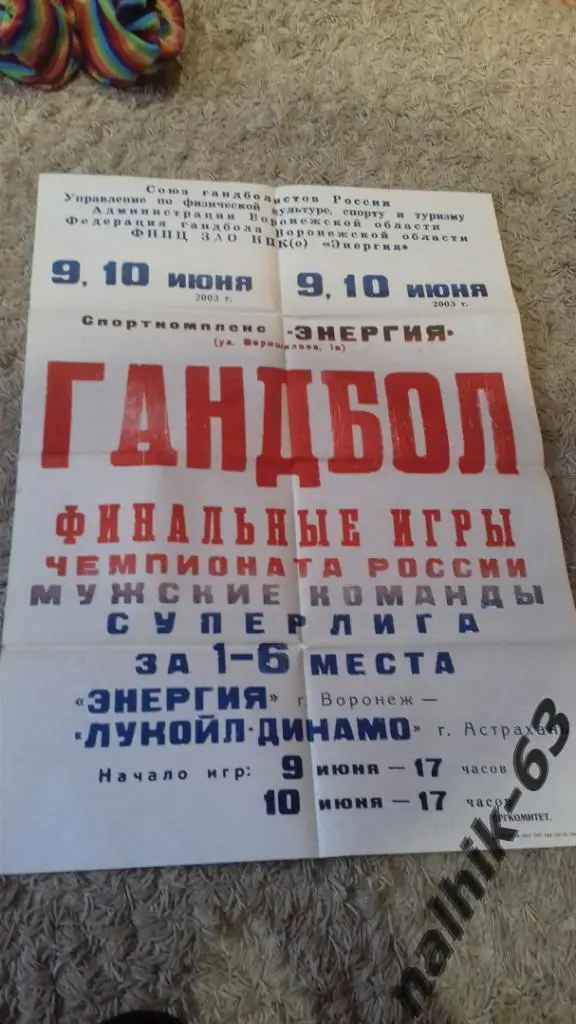 Союз гандболистов России
Управление по физической культуре, спорту и туризму
Администрации Воронежской области
Федерация гандбола Воронежской области
ФНПЦ ЗАО НПК(о) «Энергия»
9, 10 июня 9, 10 июня
2003 г. 2003 г.
Спорткомплекс «ЭНЕРГИЯ»
(ул. Ворошилова, 1а)
ГАНДБОЛ
ФИНАЛЬНЫЕ ИГРЫ
ЧЕМПИОНАТА РОССИИ
МУЖСКИЕ КОМАНДЫ
СУПЕРЛИГА
ЗА 1–6 МЕСТА
«ЭНЕРГИЯ» г. Воронеж —
«ЛУКОЙЛ-ДИНАМО» г. Астрахань
Начало игр: 9 июня — 17 часов
10 июня — 17 часов
ОРГКОМИТЕТ.
nalhik-63